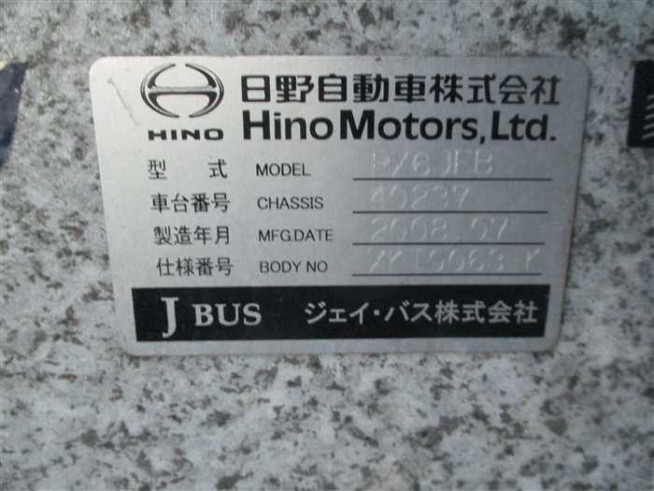 日野自動車株式会社
HINO Hino Motors, Ltd.
型 式 MODEL
車台番号 CHASSIS 40237
製造年月 MFG.DATE 2008.07
仕様番号 BODY NO
J BUS ジェイ・バス株式会社